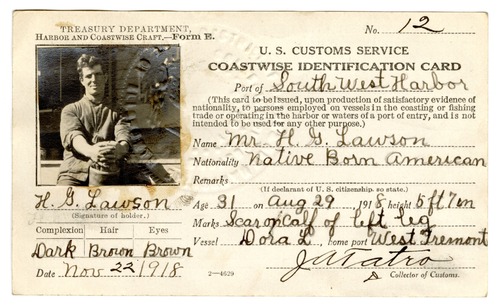 TREASURY DEPARTMENT,
HARBOR AND COASTWISE CRAFT.—FORM E.
No. 12
U. S. CUSTOMS SERVICE
COASTWISE IDENTIFICATION CARD
Port of South West Harbor
(This card to be issued, upon production of satisfactory evidence of
nationality, to persons employed on vessels in the coasting or fishing
trade or operating in the harbor or waters of a port of entry, and is not
intended to be used for any other purpose.)
Name Mr. H. G. Lawson
Nationality Native Born American
Remarks
(If declarant of U. S. citizenship, so state.)
Age 31 on Aug 29 1918 height 5 ft 7 in
Marks Scar on Calf of left leg
Vessel Dora L. home port West Tremont
J A Tatro
Collector of Customs.
H. G. Lawson
(Signature of holder.)
Complexion Hair Eyes
Dark Brown Brown
Date Nov 22/1918
2—4629